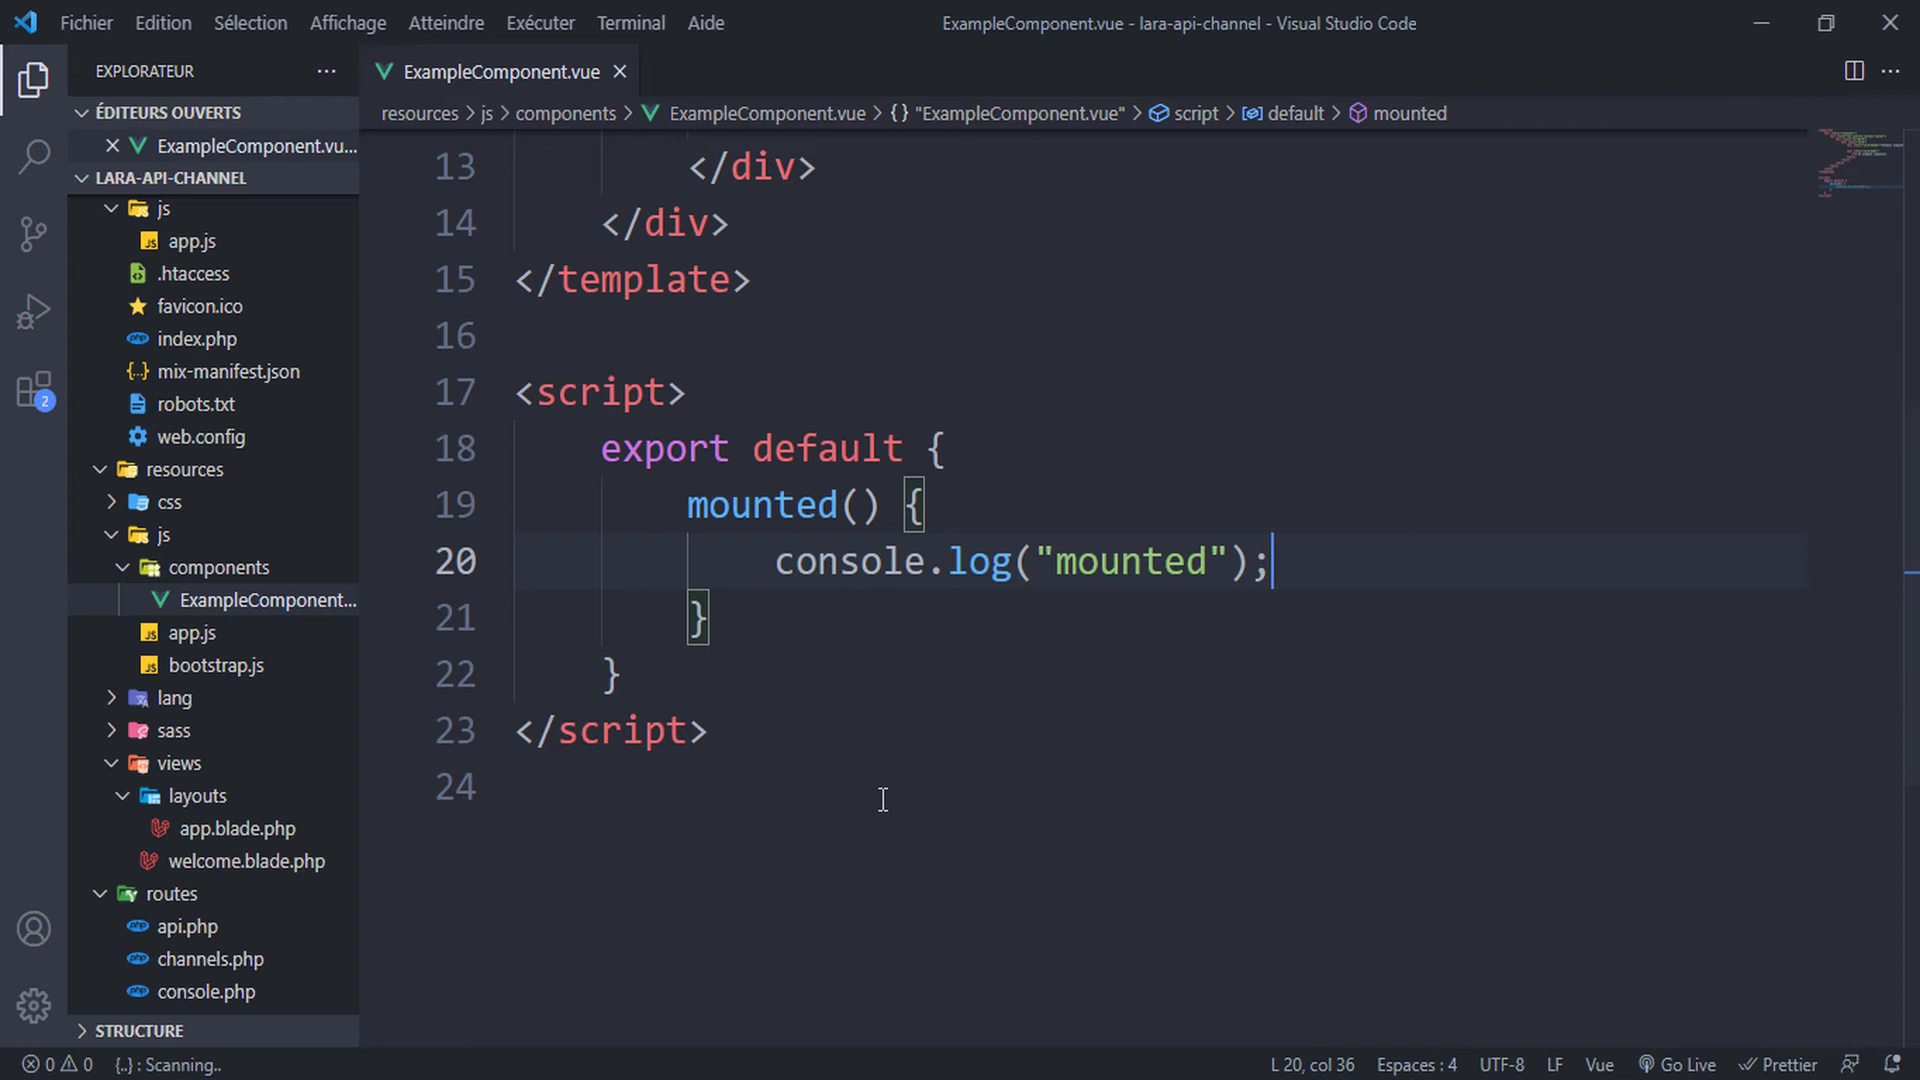 Fichier Edition Sélection Affichage Atteindre Exécuter Terminal Aide ExampleComponent.vue - lara-api-channel - Visual Studio Code
EXPLORATEUR
ExampleComponent.vue
ÉDITEURS OUVERTS
resources js components ExampleComponent.vue {} "ExampleComponent.vue" script default mounted
ExampleComponent.vu...
LARA-API-CHANNEL
js
app.js
.htaccess
favicon.ico
index.php
mix-manifest.json
robots.txt
web.config
resources
css
js
components
ExampleComponent...
app.js
bootstrap.js
lang
sass
views
layouts
app.blade.php
welcome.blade.php
routes
api.php
channels.php
console.php
STRUCTURE
2
13 </div>
14 </div>
15 </template>
16
17 <script>
18 export default {
19 mounted() {
20 console.log("mounted");
21 }
22 }
23 </script>
24
0 0 {..} : Scanning.. L 20, col 36 Espaces : 4 UTF-8 LF Vue Go Live Prettier